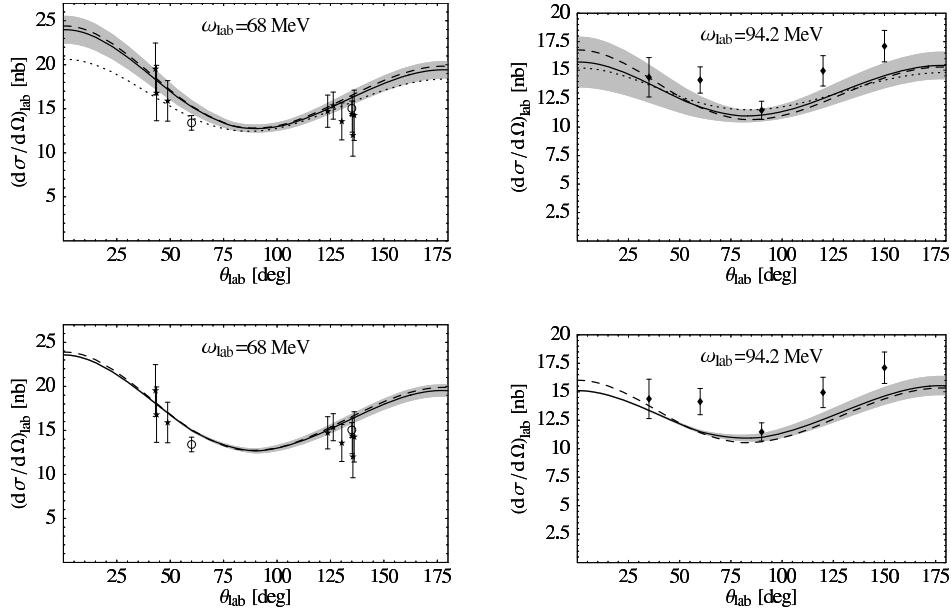 ω_lab=68 MeV
(dσ/dΩ)_lab [nb]
25
20
15
10
5
25 50 75 100 125 150 175
θ_lab [deg]
ω_lab=94.2 MeV
(dσ/dΩ)_lab [nb]
20
17.5
15
12.5
10
7.5
5
2.5
25 50 75 100 125 150 175
θ_lab [deg]
ω_lab=68 MeV
(dσ/dΩ)_lab [nb]
25
20
15
10
5
25 50 75 100 125 150 175
θ_lab [deg]
ω_lab=94.2 MeV
(dσ/dΩ)_lab [nb]
20
17.5
15
12.5
10
7.5
5
2.5
25 50 75 100 125 150 175
θ_lab [deg]